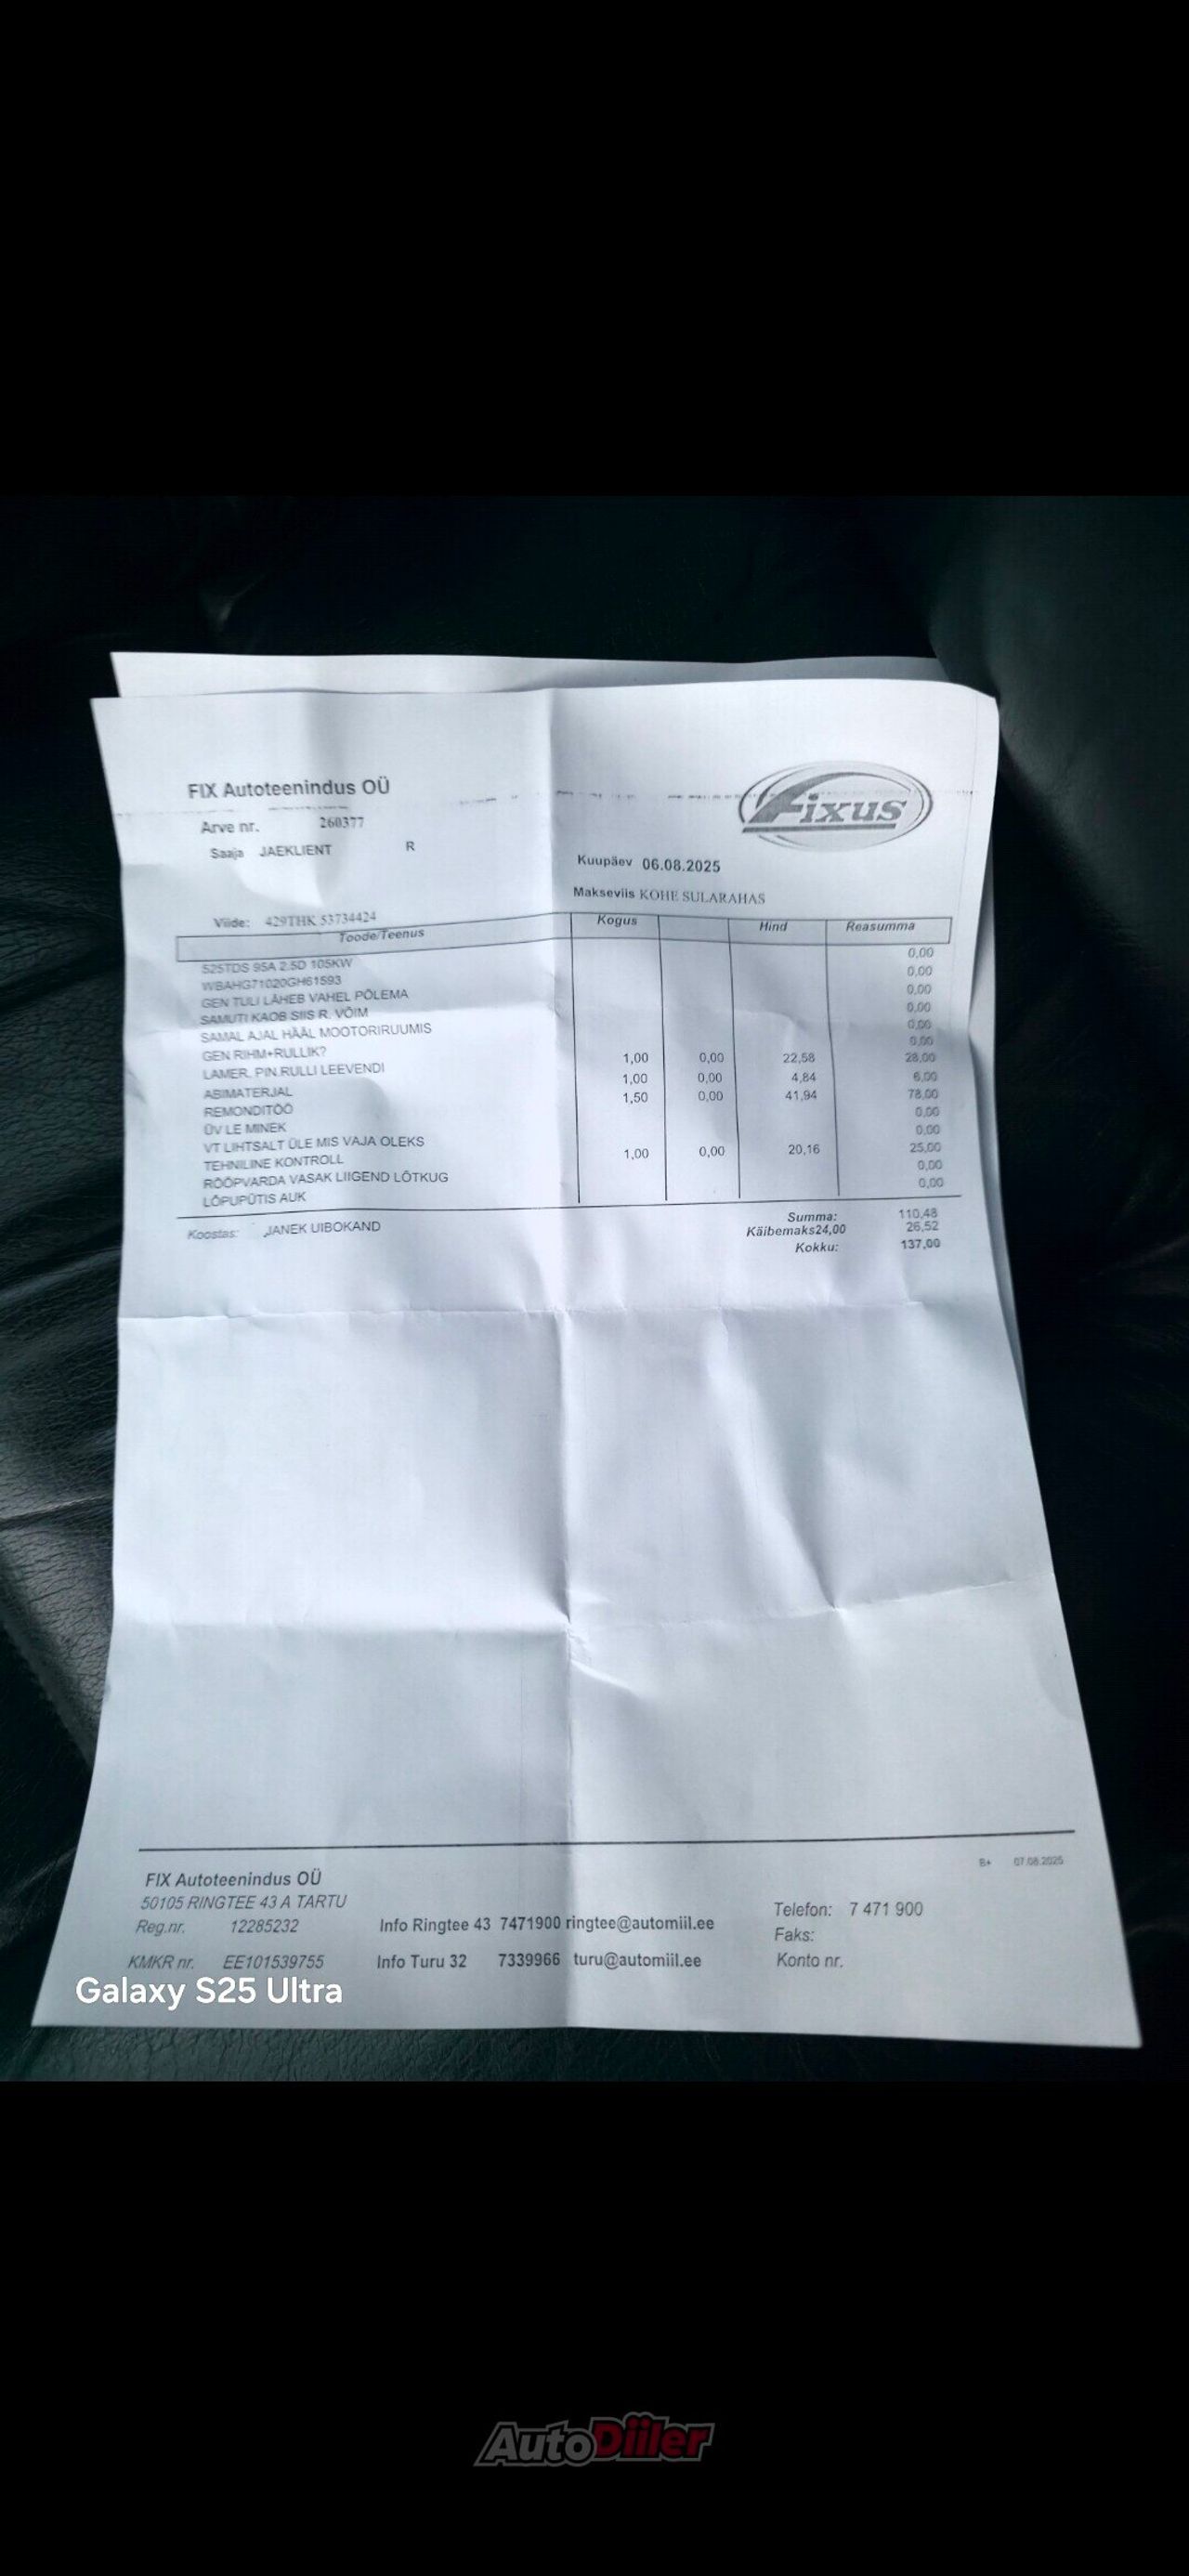 FIX Autoteenindus OÜ
Fixus
Arve nr. 260377
Saaja JAEKLIENT R
Kuupäev 06.08.2025
Makseviis KOHE SULARAHAS
Viide: 429THK 53734424
Toode/Teenus Kogus Hind Reasumma
525TDS 95A 2.5D 105KW 0,00
WBAHG71020GH61593 0,00
GEN TULI LÄHEB VAHEL PÕLEMA 0,00
SAMUTI KAOB SIIS R. VÕIM 0,00
SAMAL AJAL HÄÄL MOOTORIRUUMIS 0,00
GEN RIHM+RULLIK? 0,00
LAMER. PIN.RULLI LEEVENDI 1,00 0,00 22,58 28,00
ABIMATERJAL 1,00 0,00 4,84 6,00
REMONDITÖÖ 1,50 0,00 41,94 78,00
ÜV LE MINEK 0,00
VT LIHTSALT ÜLE MIS VAJA OLEKS 0,00
TEHNILINE KONTROLL 1,00 0,00 20,16 25,00
ROOPVARDA VASAK LIIGEND LÕTKUG 0,00
LÕPUPÜTIS AUK 0,00
Koostas: JANEK UIBOKAND
Summa: 110,48
Käibemaks24,00 26,52
Kokku: 137,00
B+ 07.08.2025
FIX Autoteenindus OÜ
50105 RINGTEE 43 A TARTU
Reg.nr. 12285232 Info Ringtee 43 7471900 ringtee@automiil.ee Telefon: 7 471 900
Faks:
KMKR nr. EE101539755 Info Turu 32 7339966 turu@automiil.ee Konto nr.
Galaxy S25 Ultra
AutoDiiler